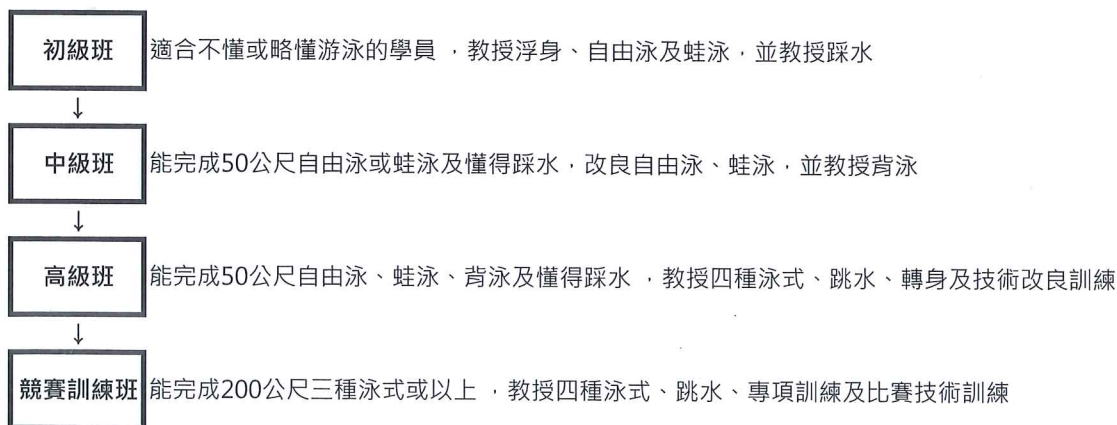 初級班 適合不懂或略懂游泳的學員，教授浮身、自由泳及蛙泳，並教授踩水
↓
中級班 能完成50公尺自由泳或蛙泳及懂得踩水，改良自由泳、蛙泳，並教授背泳
↓
高級班 能完成50公尺自由泳、蛙泳、背泳及懂得踩水，教授四種泳式、跳水、轉身及技術改良訓練
↓
競賽訓練班 能完成200公尺三種泳式或以上，教授四種泳式、跳水、專項訓練及比賽技術訓練